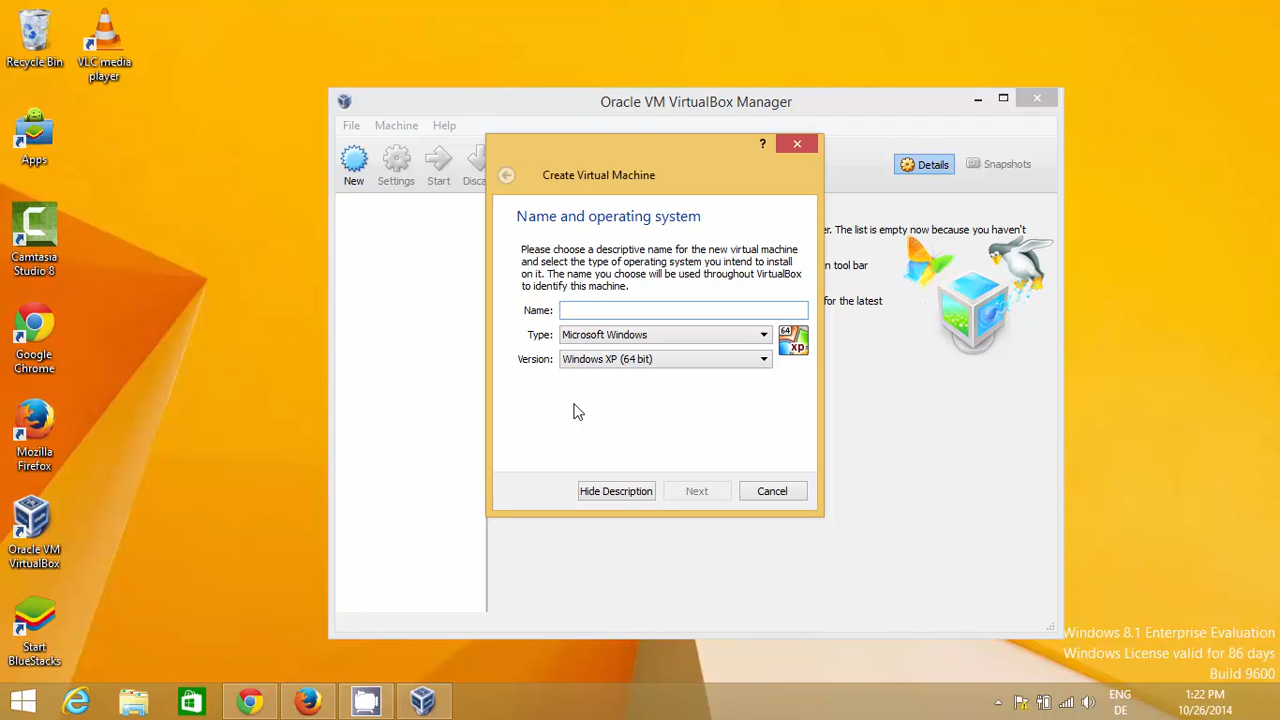 Recycle Bin
VLC media
player
Apps
Camtasia
Studio 8
Google
Chrome
Mozilla
Firefox
Oracle VM
VirtualBox
Start
BlueStacks
Oracle VM VirtualBox Manager
File Machine Help
New Settings Start Disca
Details Snapshots
er. The list is empty now because you haven't
n tool bar
for the latest
?
Create Virtual Machine
Name and operating system
Please choose a descriptive name for the new virtual machine
and select the type of operating system you intend to install
on it. The name you choose will be used throughout VirtualBox
to identify this machine.
Name:
Type: Microsoft Windows
64
xp
Version: Windows XP (64 bit)
Hide Description Next Cancel
Windows 8.1 Enterprise Evaluation
Windows License valid for 86 days
Build 9600
ENG
DE
1:22 PM
10/26/2014